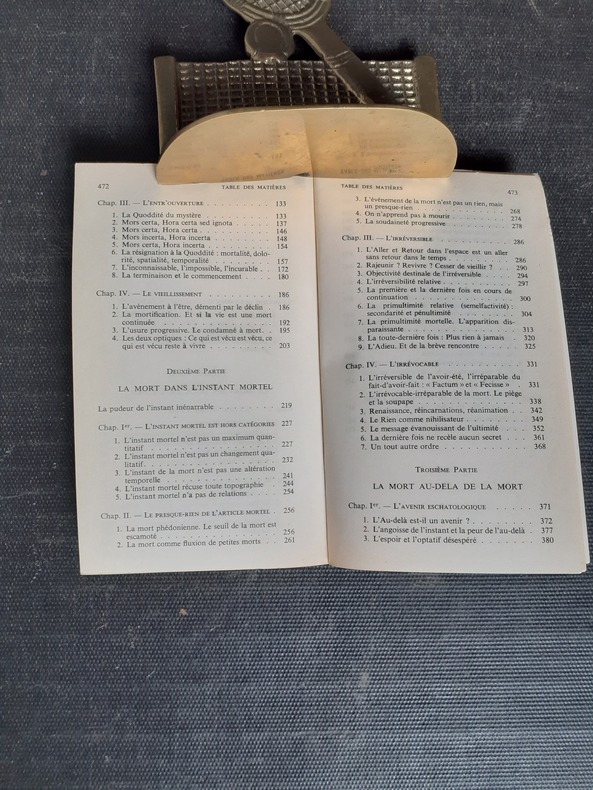 472 TABLE DES MATIÈRES
Chap. III. — L'ENTR'OUVERTURE . . . . . . . . . . 133
1. La Quoddité du mystère . . . . . . . . . . . 133
2. Mors certa, Hora certa sed ignota . . . . . . 137
3. Mors certa, Hora certa . . . . . . . . . . . 146
4. Mors incerta, Hora incerta . . . . . . . . . 148
5. Mors certa, Hora incerta . . . . . . . . . . 154
6. La résignation à la Quoddité : mortalité, dolo-
rité, spatialité, temporalité . . . . . . . . 157
7. L'inconnaissable, l'impossible, l'incurable . . 172
8. La terminaison et le commencement . . . . . 180
Chap. IV. — LE VIEILLISSEMENT . . . . . . . . . . 186
1. L'avènement à l'être, démenti par le déclin . . 186
2. La mortification. Et si la vie est une mort
continuée . . . . . . . . . . . . . . . . 192
3. L'usure progressive. Le condamné à mort . . . 195
4. Les deux optiques : Ce qui est vécu est vécu, ce
qui est vécu reste à vivre . . . . . . . . . 203
DEUXIÈME PARTIE
LA MORT DANS L'INSTANT MORTEL
La pudeur de l'instant inénarrable . . . . . . . . 219
Chap. Ier. — L'INSTANT MORTEL EST HORS CATÉGORIES 227
1. L'instant mortel n'est pas un maximum quan-
titatif . . . . . . . . . . . . . . . . . . 227
2. L'instant mortel n'est pas un changement qua-
litatif . . . . . . . . . . . . . . . . . . 232
3. L'instant de la mort n'est pas une altération
temporelle . . . . . . . . . . . . . . . . 241
4. L'instant mortel récuse toute topographie . . 244
5. L'instant mortel n'a pas de relations . . . . . 254
Chap. II. — LE PRESQUE-RIEN DE L'ARTICLE MORTEL . 256
1. La mort phédonienne. Le seuil de la mort est
escamoté . . . . . . . . . . . . . . . . 256
2. La mort comme fluxion de petites morts . . . 261
TABLE DES MATIÈRES 473
3. L'événement de la mort n'est pas un rien, mais
un presque-rien . . . . . . . . . . . . . . 268
4. On n'apprend pas à mourir . . . . . . . . . 274
5. La soudaineté progressive . . . . . . . . . . 278
Chap. III. — L'IRRÉVERSIBLE . . . . . . . . . . . 286
1. L'Aller et Retour dans l'espace est un aller
sans retour dans le temps . . . . . . . . . 286
2. Rajeunir ? Revivre ? Cesser de vieillir ? . . . 290
3. Objectivité destinale de l'irréversible . . . . 294
4. L'irréversibilité relative . . . . . . . . . . . 297
5. La première et la dernière fois en cours de
continuation . . . . . . . . . . . . . . . 300
6. La primultimité relative (semelfactivité) :
secondarité et pénultimité . . . . . . . . . 304
7. La primultimité mortelle. L'apparition dis-
paraissante . . . . . . . . . . . . . . . . 313
8. La toute-dernière fois : Plus rien à jamais . . 320
9. L'Adieu. Et de la brève rencontre . . . . . . 325
Chap. IV. — L'IRRÉVOCABLE . . . . . . . . . . . 331
1. L'irréversible de l'avoir-été, l'irréparable du
fait-d'avoir-fait : « Factum » et « Fecisse » . . 331
2. L'irrévocable-irréparable de la mort. Le piège
et la soupape . . . . . . . . . . . . . . . 338
3. Renaissance, réincarnations, réanimation . . . 342
4. Le Rien comme nihilisateur . . . . . . . . . 349
5. Le message évanouissant de l'ultimité . . . . 352
6. La dernière fois ne recèle aucun secret . . . . 361
7. Un tout autre ordre . . . . . . . . . . . . 368
TROISIÈME PARTIE
LA MORT AU-DELA DE LA MORT
Chap. Ier. — L'AVENIR ESCHATOLOGIQUE . . . . . . 371
1. L'Au-delà est-il un avenir ? . . . . . . . . . 372
2. L'angoisse de l'instant et la peur de l'au-delà . 377
3. L'espoir et l'optatif désespéré . . . . . . . . 380